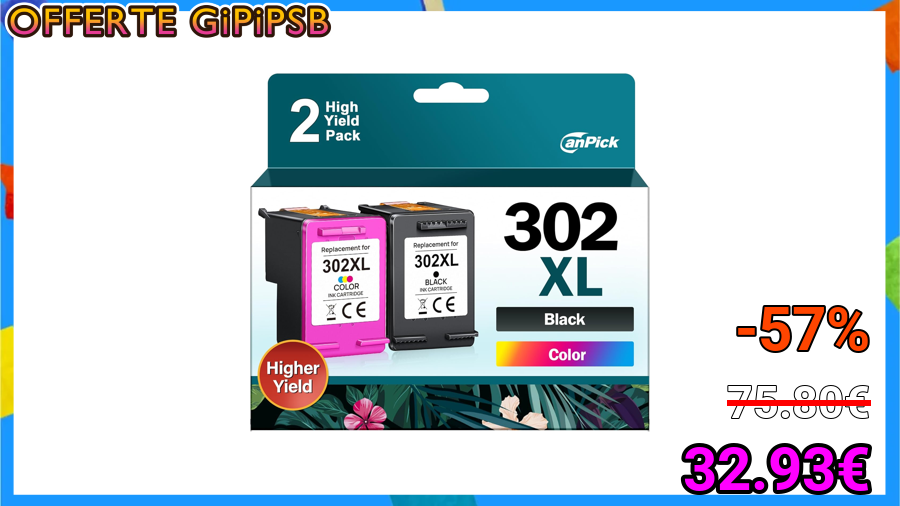 OFFERTE GiPiPSB
2 High
Yield
Pack
CanPick
Replacement for
302XL
COLOR
INK CARTRIDGE
CE
Replacement for
302XL
BLACK
INK CARTRIDGE
CE
302
XL
Black
Color
Higher
Yield
-57%
75.80€
32.93€